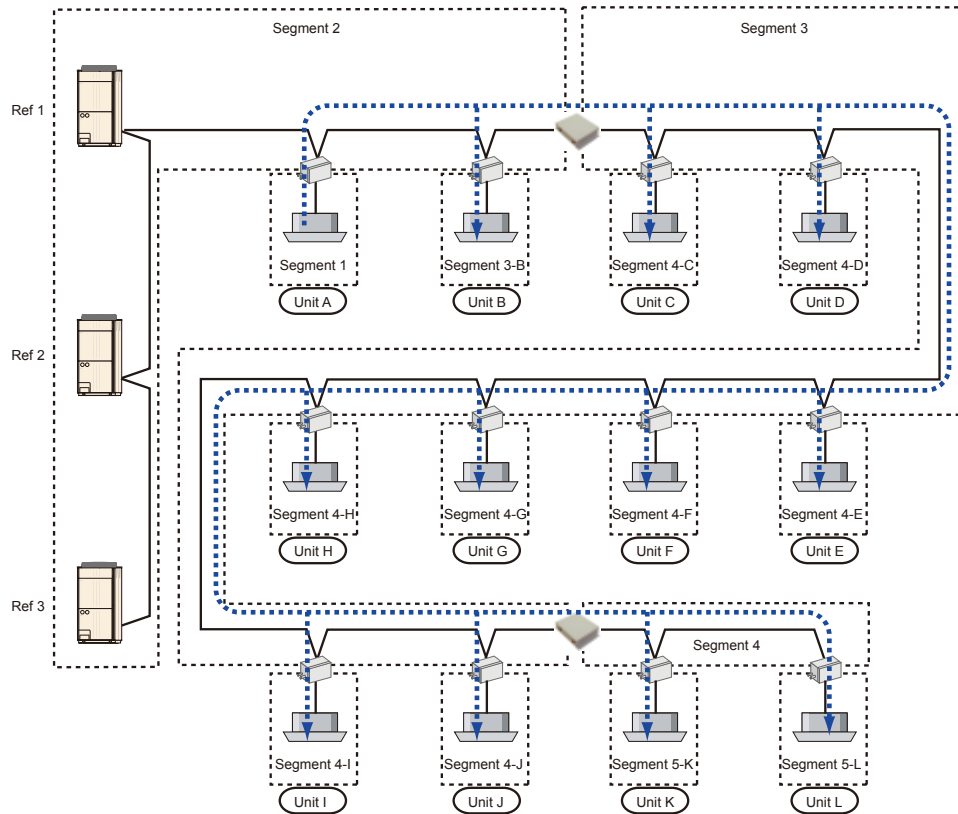 Segment 2
Segment 3
Ref 1
Segment 1
Segment 3-B
Segment 4-C
Segment 4-D
Unit A
Unit B
Unit C
Unit D
Ref 2
Segment 4-H
Segment 4-G
Segment 4-F
Segment 4-E
Unit H
Unit G
Unit F
Unit E
Ref 3
Segment 4
Segment 4-I
Segment 4-J
Segment 5-K
Segment 5-L
Unit I
Unit J
Unit K
Unit L